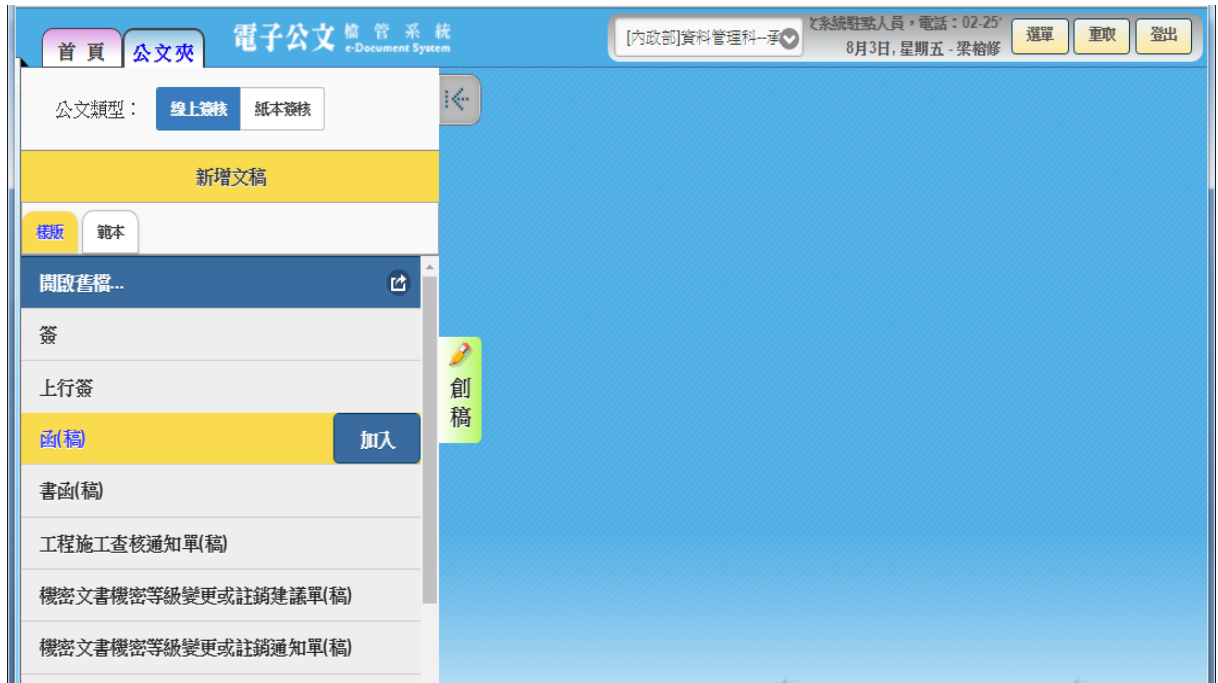 首 頁
公文夾
電子公文 檔 管 系 統
e-Document System
[內政部]資料管理科--承
文系統駐點人員,電話:02-25
8月3日, 星期五 - 梁榕修
選單
重取
登出
公文類型:
線上簽核
紙本簽核
新增文稿
樣版
範本
開啟舊檔...
簽
上行簽
函(稿)
加入
創稿
書函(稿)
工程施工查核通知單(稿)
機密文書機密等級變更或註銷建議單(稿)
機密文書機密等級變更或註銷通知單(稿)